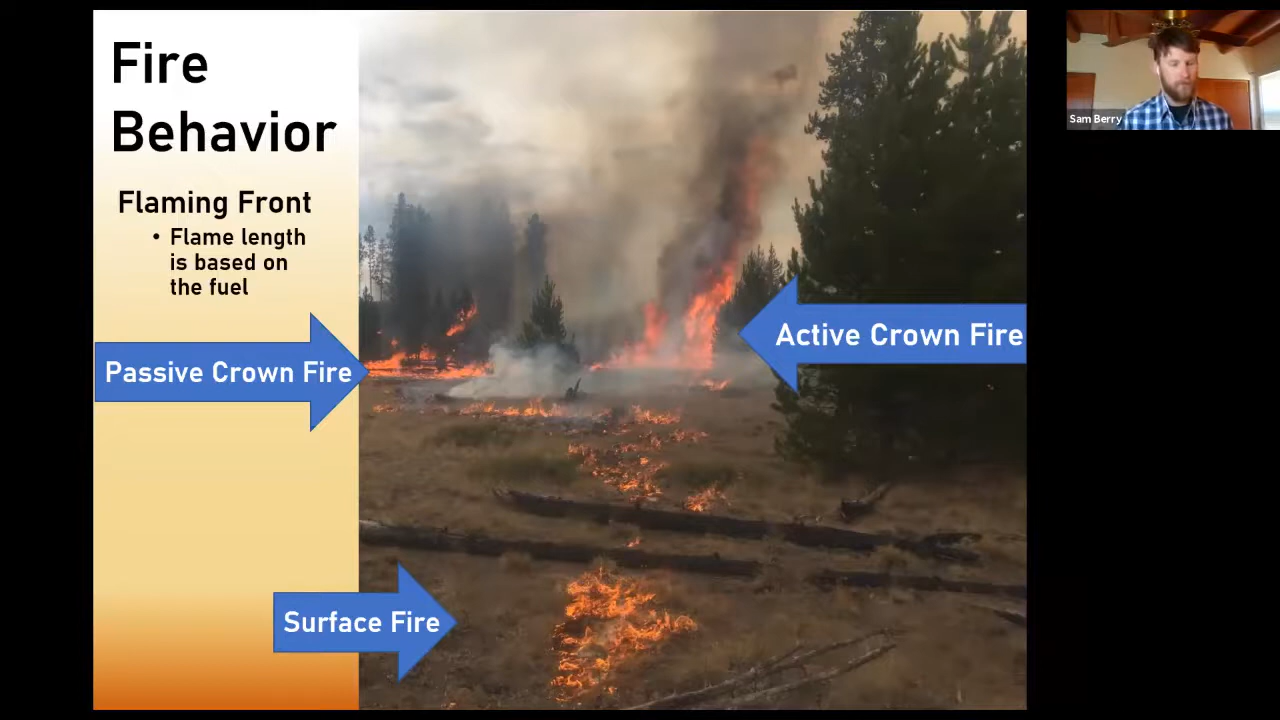 Fire
Behavior
Flaming Front
• Flame length
is based on
the fuel
Passive Crown Fire
Active Crown Fire
Surface Fire
Sam Berry